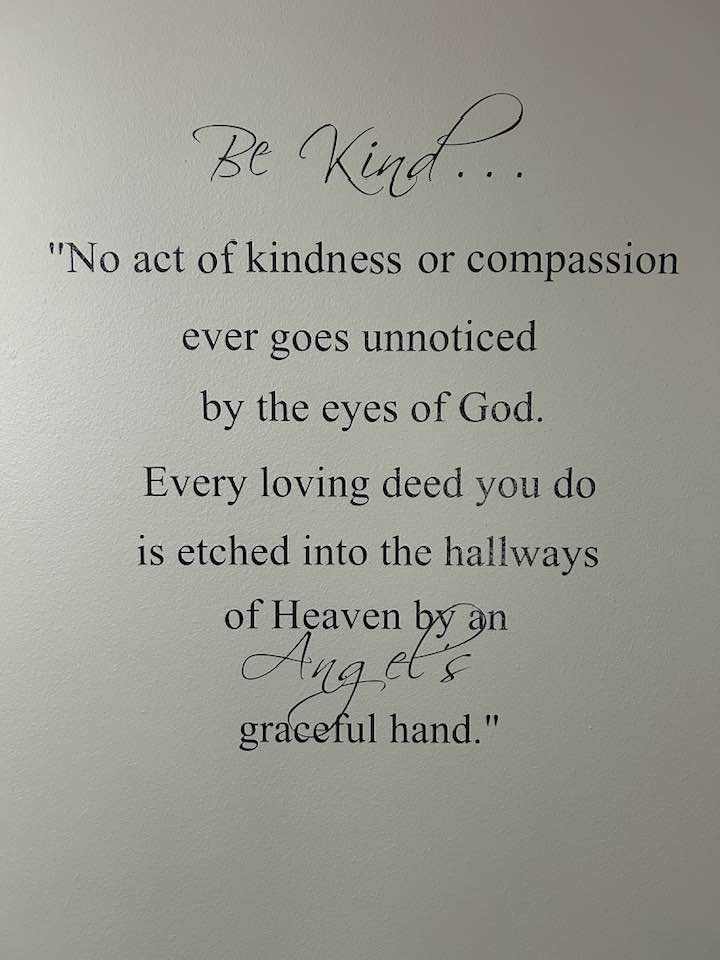 Be Kind...
"No act of kindness or compassion
ever goes unnoticed
by the eyes of God.
Every loving deed you do
is etched into the hallways
of Heaven by an
Angel's
graceful hand."